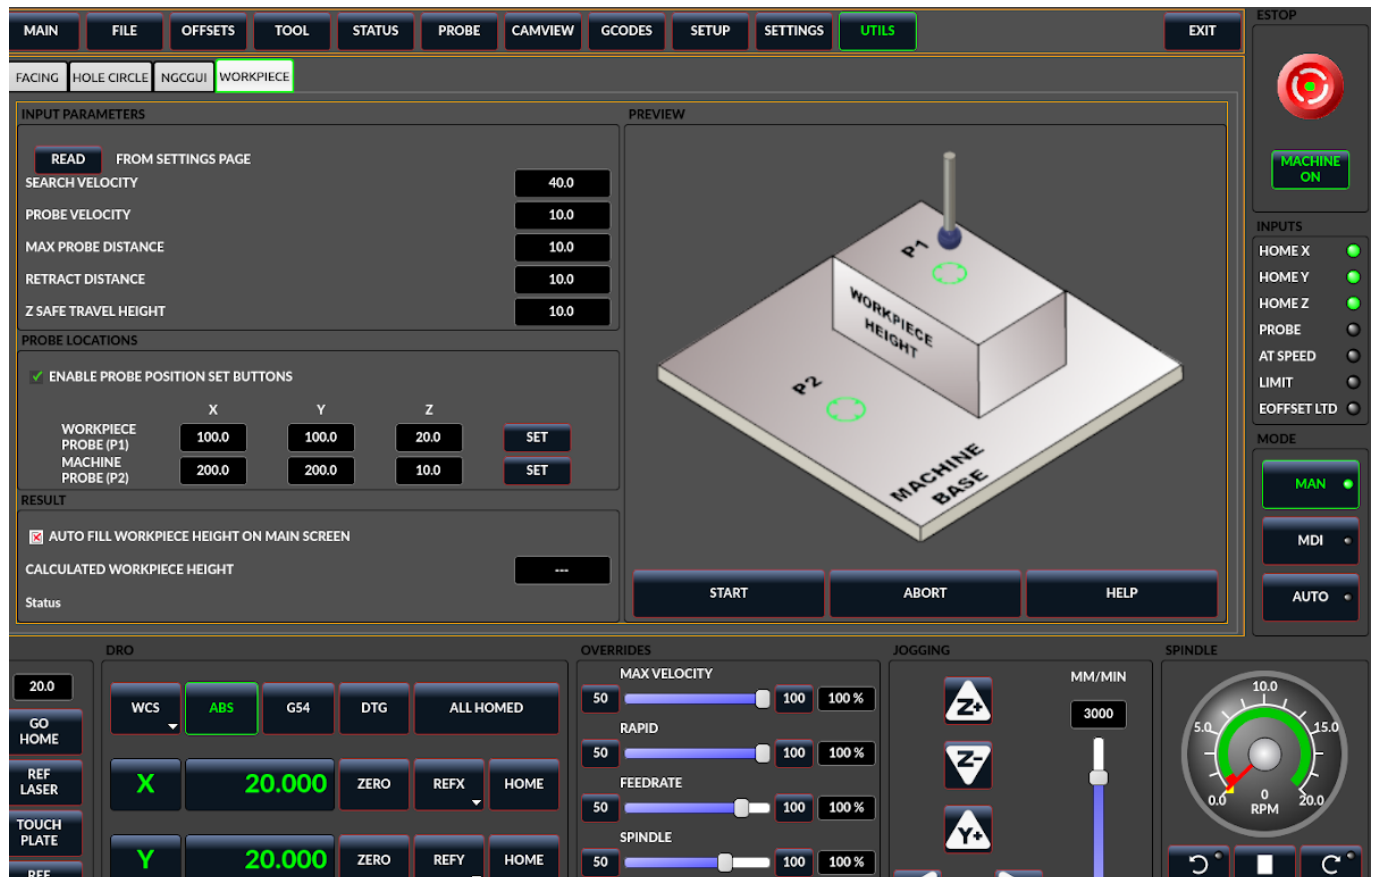 MAIN
FILE
OFFSETS
TOOL
STATUS
PROBE
CAMVIEW
GCODES
SETUP
SETTINGS
UTILS
EXIT
ESTOP
FACING
HOLE CIRCLE
NGCGUI
WORKPIECE
INPUT PARAMETERS
READ
FROM SETTINGS PAGE
SEARCH VELOCITY
40.0
PROBE VELOCITY
10.0
MAX PROBE DISTANCE
10.0
RETRACT DISTANCE
10.0
Z SAFE TRAVEL HEIGHT
10.0
PROBE LOCATIONS
ENABLE PROBE POSITION SET BUTTONS
X
Y
Z
WORKPIECE
PROBE (P1)
100.0
100.0
20.0
SET
MACHINE
PROBE (P2)
200.0
200.0
10.0
SET
RESULT
AUTO FILL WORKPIECE HEIGHT ON MAIN SCREEN
CALCULATED WORKPIECE HEIGHT
---
Status
PREVIEW
P1
WORKPIECE
HEIGHT
P2
MACHINE
BASE
START
ABORT
HELP
MACHINE
ON
INPUTS
HOME X
HOME Y
HOME Z
PROBE
AT SPEED
LIMIT
EOFFSET LTD
MODE
MAN
MDI
AUTO
20.0
GO
HOME
REF
LASER
TOUCH
PLATE
REF
DRO
WCS
ABS
G54
DTG
ALL HOMED
X
20.000
ZERO
REFX
HOME
Y
20.000
ZERO
REFY
HOME
OVERRIDES
MAX VELOCITY
50
100
100 %
RAPID
50
100
100 %
FEEDRATE
50
100
100 %
SPINDLE
50
100
100 %
JOGGING
Z+
Z-
Y+
MM/MIN
3000
SPINDLE
10.0
5.0
15.0
0.0
0
20.0
RPM